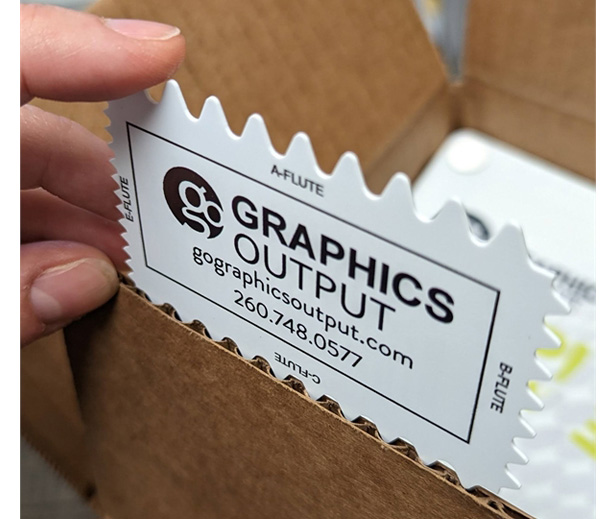 A-FLUTE
E-FLUTE
go
GRAPHICS
OUTPUT
gographicsoutput.com
260.748.0577
B-FLUTE
C-FLUTE